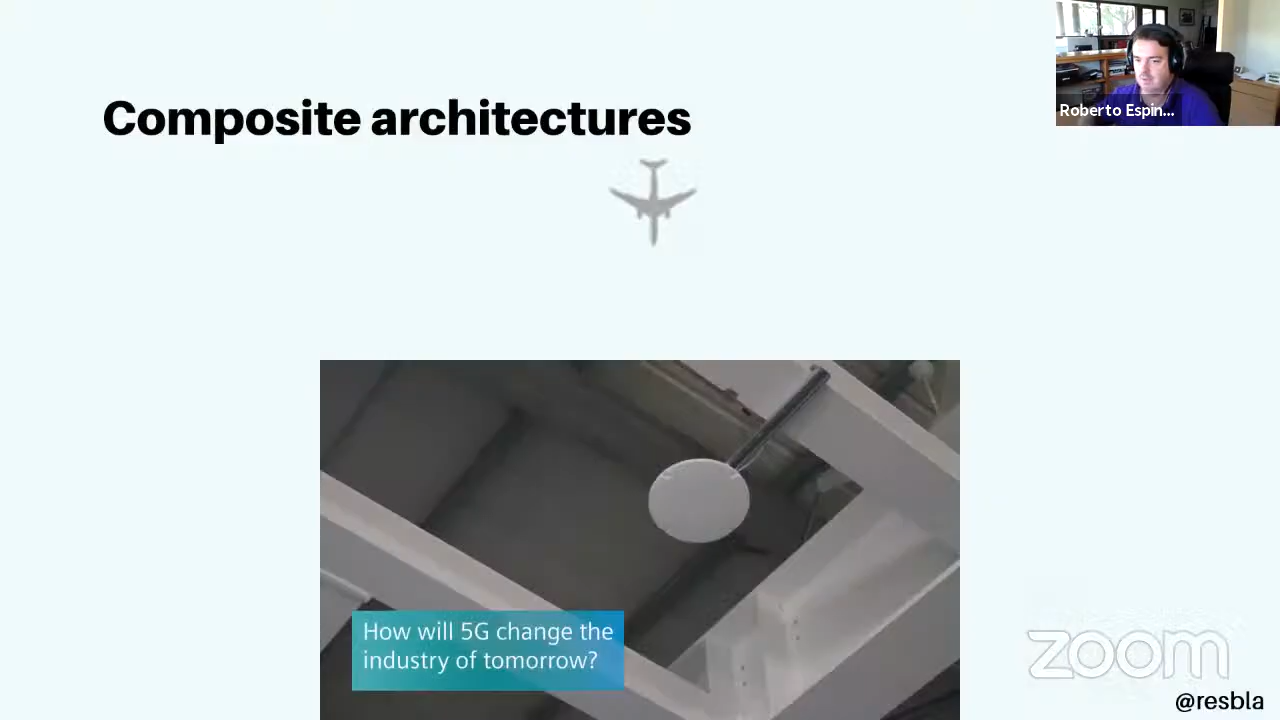 Composite architectures
Roberto Espin...
How will 5G change the
industry of tomorrow?
zoom
@resbla